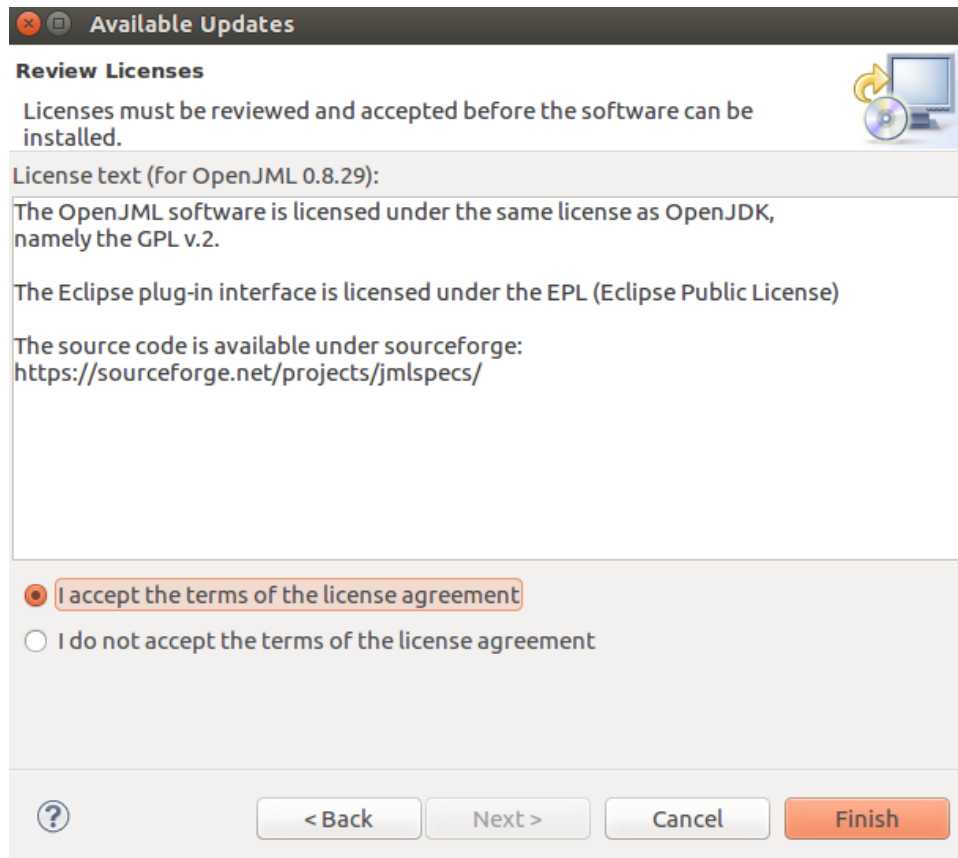 Available Updates
Review Licenses
Licenses must be reviewed and accepted before the software can be
installed.
License text (for OpenJML 0.8.29):
The OpenJML software is licensed under the same license as OpenJDK,
namely the GPL v.2.
The Eclipse plug-in interface is licensed under the EPL (Eclipse Public License)
The source code is available under sourceforge:
https://sourceforge.net/projects/jmlspecs/
I accept the terms of the license agreement
I do not accept the terms of the license agreement
? < Back Next > Cancel Finish